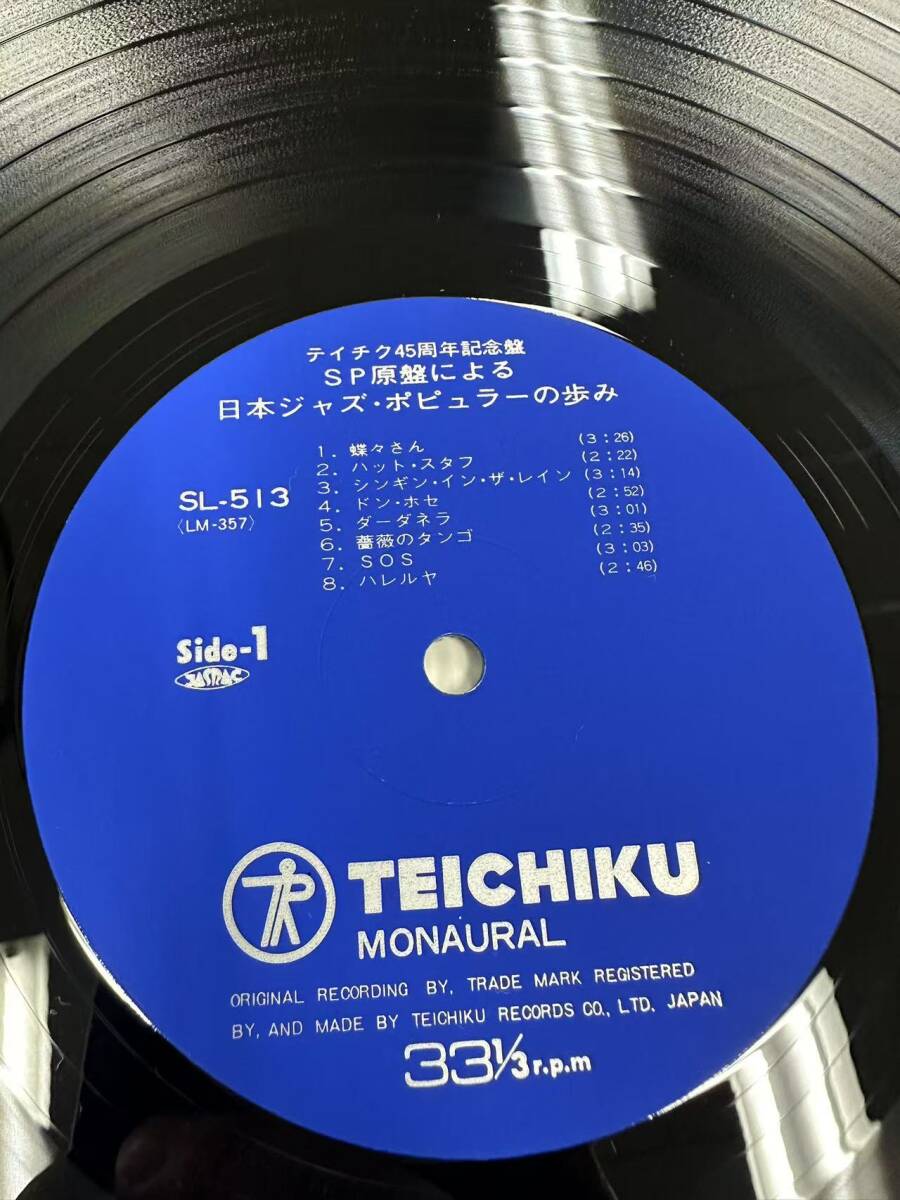 テイチク45周年記念盤
SP原盤による
日本ジャズ・ポピュラーの歩み
1. 蝶々さん (3:26)
2. ハット・スタフ (2:22)
3. シンギン・イン・ザ・レイン (3:14)
4. ドン・ホセ (2:52)
5. ダーダネラ (3:01)
6. 薔薇のタンゴ (2:35)
7. SOS (3:03)
8. ハレルヤ (2:46)
SL-513
〈LM-357〉
Side-1
JASRAC
TEICHIKU
MONAURAL
ORIGINAL RECORDING BY, TRADE MARK REGISTERED
BY, AND MADE BY TEICHIKU RECORDS CO., LTD. JAPAN
33 1/3 r.p.m